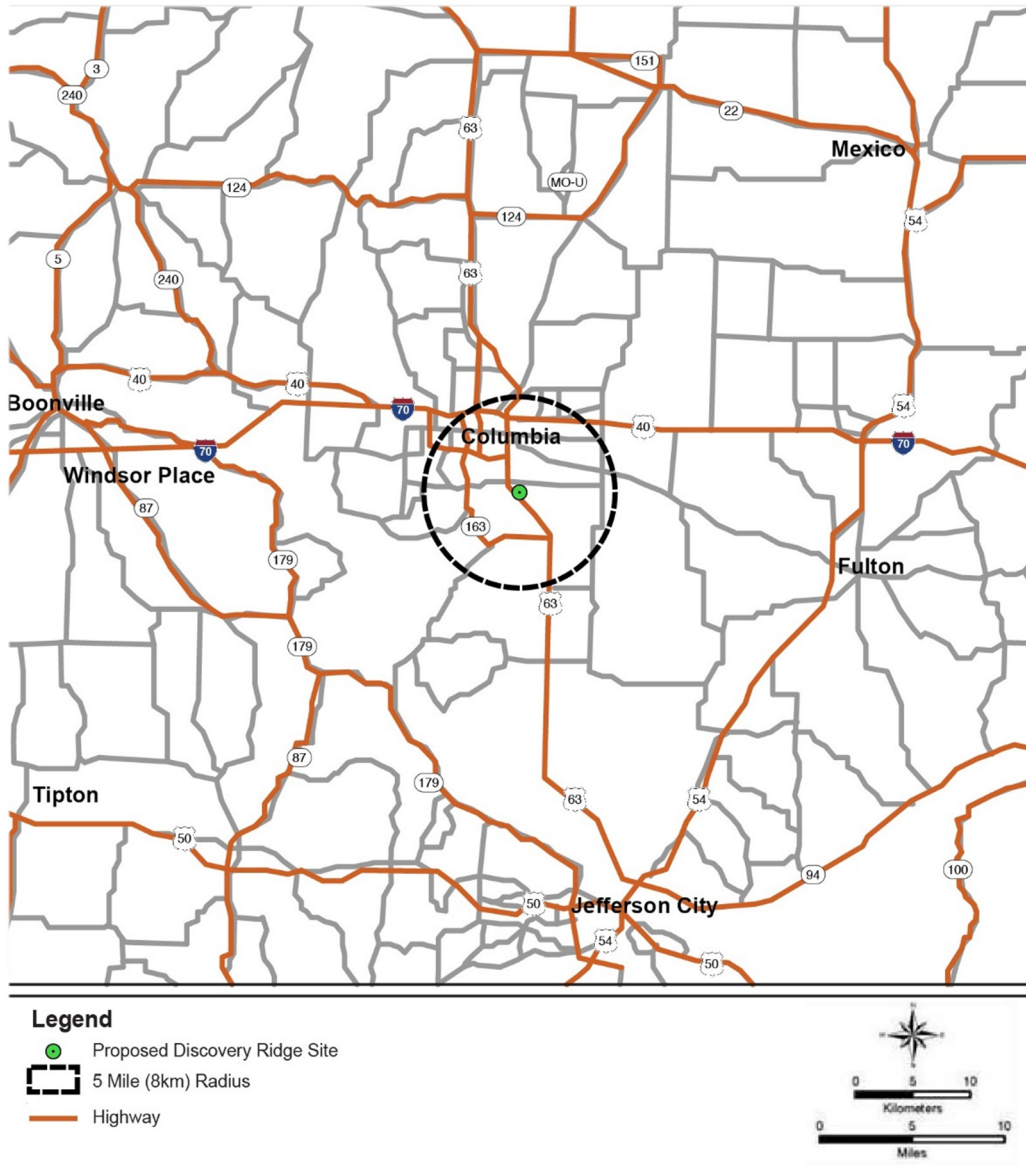 3
240
151
63
22
Mexico
MO-U
124
124
54
5
240
63
40
40
54
Boonville
70
40
Columbia
70
70
Windsor Place
87
163
179
Fulton
63
179
87
179
Tipton
63
54
50
94
100
50
Jefferson City
54
50
Legend
Proposed Discovery Ridge Site
5 Mile (8km) Radius
Highway
N
W
E
S
0 5 10
Kilometers
0 5 10
Miles